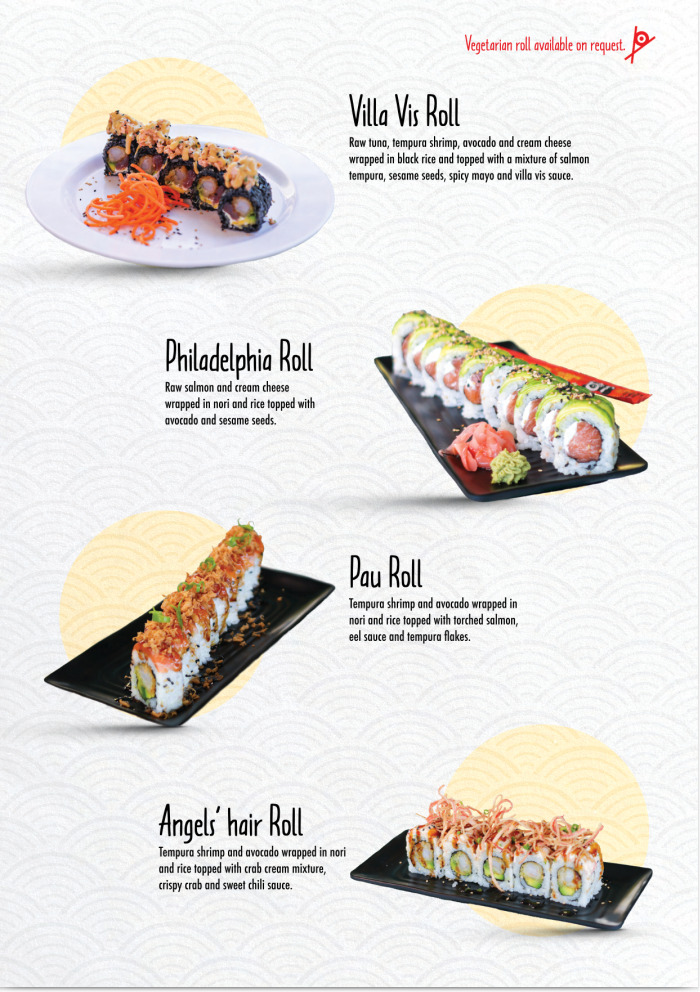 Vegetarian roll available on request.
Villa Vis Roll
Raw tuna, tempura shrimp, avocado and cream cheese
wrapped in black rice and topped with a mixture of salmon
tempura, sesame seeds, spicy mayo and villa vis sauce.
Philadelphia Roll
Raw salmon and cream cheese
wrapped in nori and rice topped with
avocado and sesame seeds.
Pau Roll
Tempura shrimp and avocado wrapped in
nori and rice topped with torched salmon,
eel sauce and tempura flakes.
Angels' hair Roll
Tempura shrimp and avocado wrapped in nori
and rice topped with crab cream mixture,
crispy crab and sweet chili sauce.